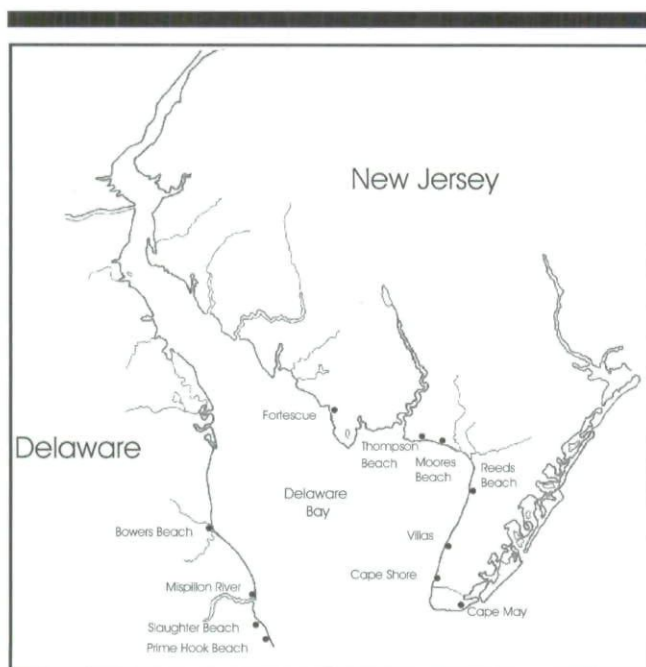 New Jersey
Fortescue
Delaware
Thompson
Beach
Moores
Beach
Reeds
Beach
Delaware
Bay
Bowers Beach
Villas
Cape Shore
Mispillon River
Cape May
Slaughter Beach
Prime Hook Beach